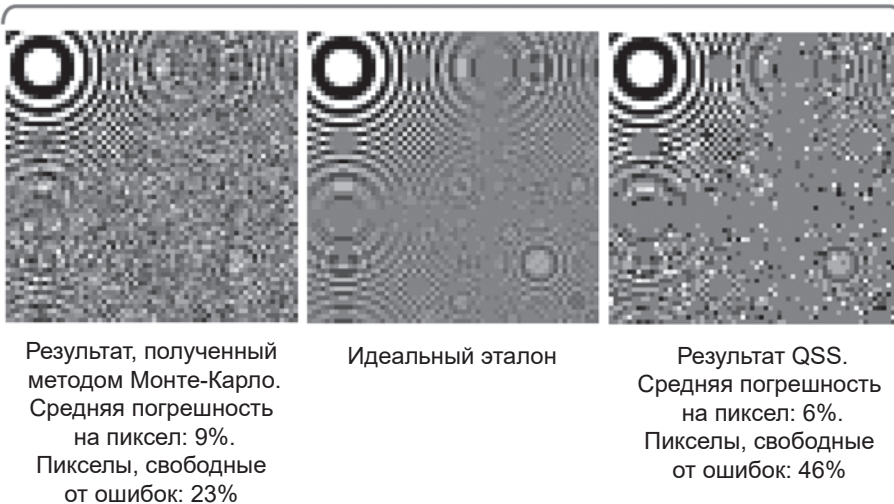 Результат, полученный
методом Монте-Карло.
Средняя погрешность
на пиксел: 9%.
Пикселы, свободные
от ошибок: 23%
Идеальный эталон
Результат QSS.
Средняя погрешность
на пиксел: 6%.
Пикселы, свободные
от ошибок: 46%